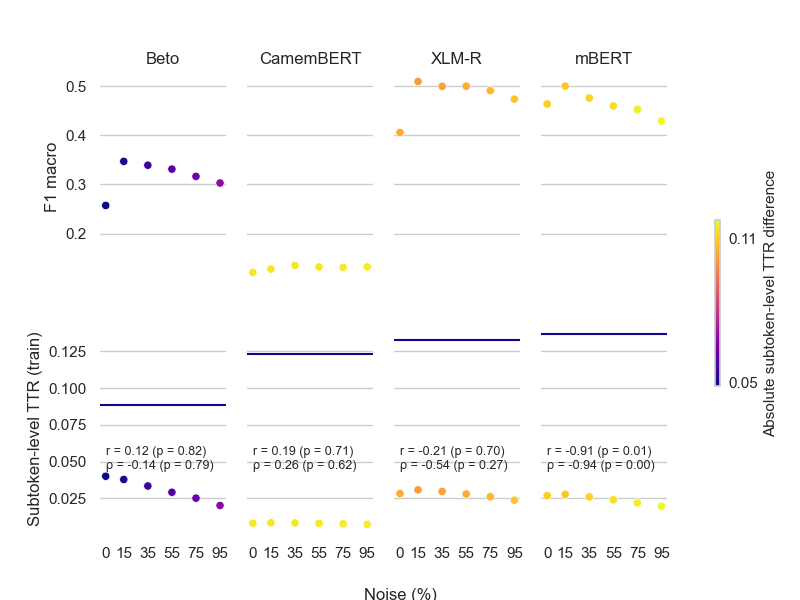 Beto CamemBERT XLM-R mBERT
F1 macro
0.5
0.4
0.3
0.2
Subtoken-level TTR (train)
0.125
0.100
0.075
0.050
0.025
r = 0.12 (p = 0.82) r = 0.19 (p = 0.71) r = -0.21 (p = 0.70) r = -0.91 (p = 0.01)
ρ = -0.14 (p = 0.79) ρ = 0.26 (p = 0.62) ρ = -0.54 (p = 0.27) ρ = -0.94 (p = 0.00)
0 15 35 55 75 95 0 15 35 55 75 95 0 15 35 55 75 95 0 15 35 55 75 95
Noise (%)
0.11
0.05
Absolute subtoken-level TTR difference